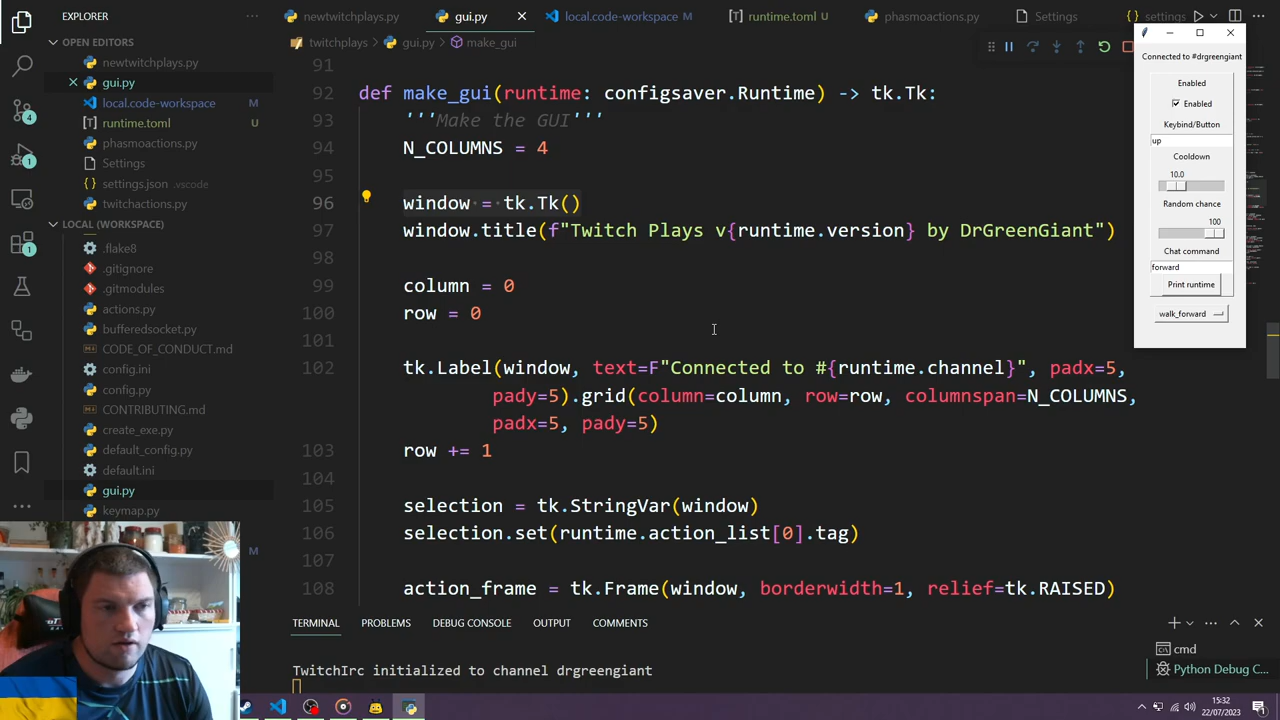 EXPLORER
OPEN EDITORS
newtwitchplays.py
gui.py
local.code-workspace M
runtime.toml U
phasmoactions.py
Settings
settings.json .vscode
twitchactions.py
LOCAL (WORKSPACE)
.flake8
.gitignore
.gitmodules
actions.py
bufferedsocket.py
CODE_OF_CONDUCT.md
config.ini
config.py
CONTRIBUTING.md
create_exe.py
default_config.py
default.ini
gui.py
keymap.py
M
4
1
1
newtwitchplays.py gui.py local.code-workspace M runtime.toml U phasmoactions.py Settings settings
twitchplays > gui.py > make_gui
91
92 def make_gui(runtime: configsaver.Runtime) -> tk.Tk:
93 '''Make the GUI'''
94 N_COLUMNS = 4
95
96 window = tk.Tk()
97 window.title(f"Twitch Plays v{runtime.version} by DrGreenGiant")
98
99 column = 0
100 row = 0
101
102 tk.Label(window, text=F"Connected to #{runtime.channel}", padx=5,
pady=5).grid(column=column, row=row, columnspan=N_COLUMNS,
padx=5, pady=5)
103 row += 1
104
105 selection = tk.StringVar(window)
106 selection.set(runtime.action_list[0].tag)
107
108 action_frame = tk.Frame(window, borderwidth=1, relief=tk.RAISED)
Connected to #drgreengiant
Enabled
Enabled
Keybind/Button
up
Cooldown
10.0
Random chance
100
Chat command
forward
Print runtime
walk_forward
TERMINAL PROBLEMS DEBUG CONSOLE OUTPUT COMMENTS
TwitchIrc initialized to channel drgreengiant
cmd
Python Debug C...
15:32
22/07/2023
1